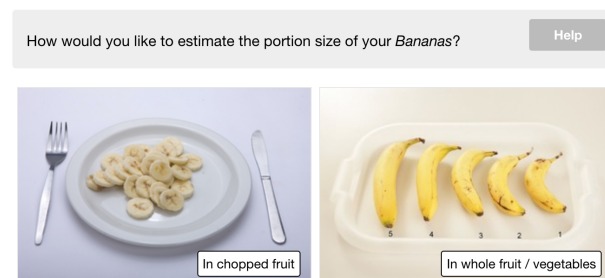 How would you like to estimate the portion size of your Bananas?
Help
In chopped fruit
5 4 3 2 1
In whole fruit / vegetables